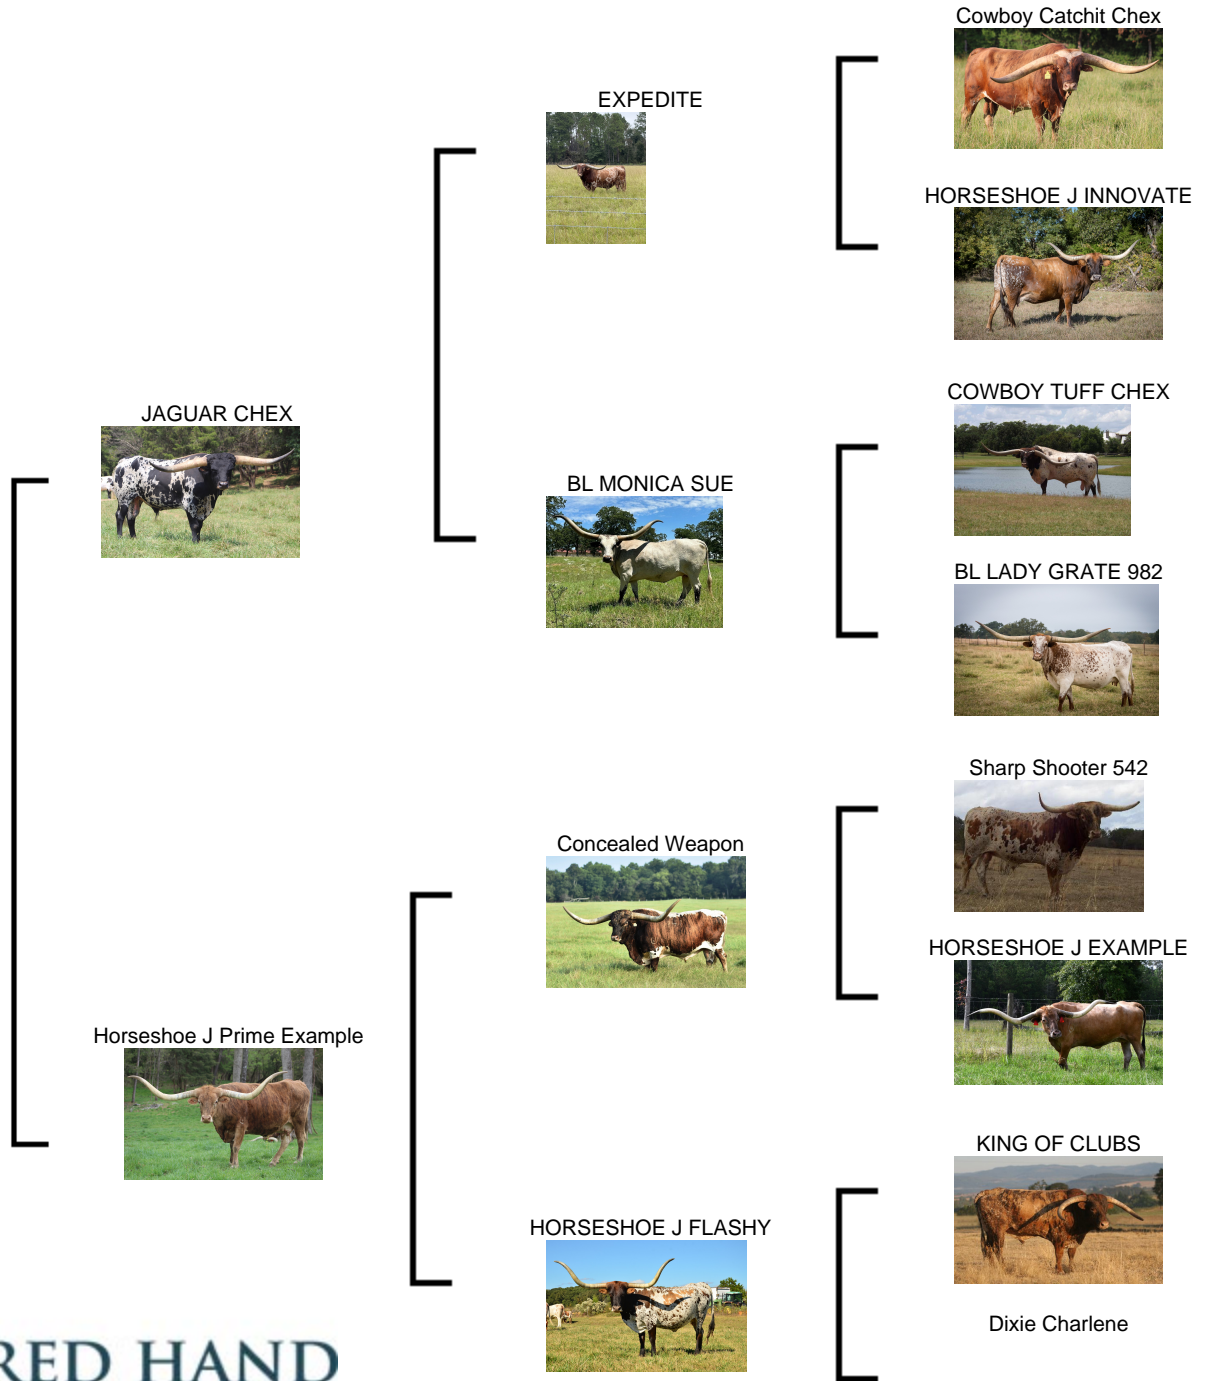 Cowboy Catchit Chex
EXPEDITE
HORSESHOE J INNOVATE
COWBOY TUFF CHEX
JAGUAR CHEX
BL MONICA SUE
BL LADY GRATE 982
Sharp Shooter 542
Concealed Weapon
HORSESHOE J EXAMPLE
Horseshoe J Prime Example
KING OF CLUBS
HORSESHOE J FLASHY
Dixie Charlene
RED HAND